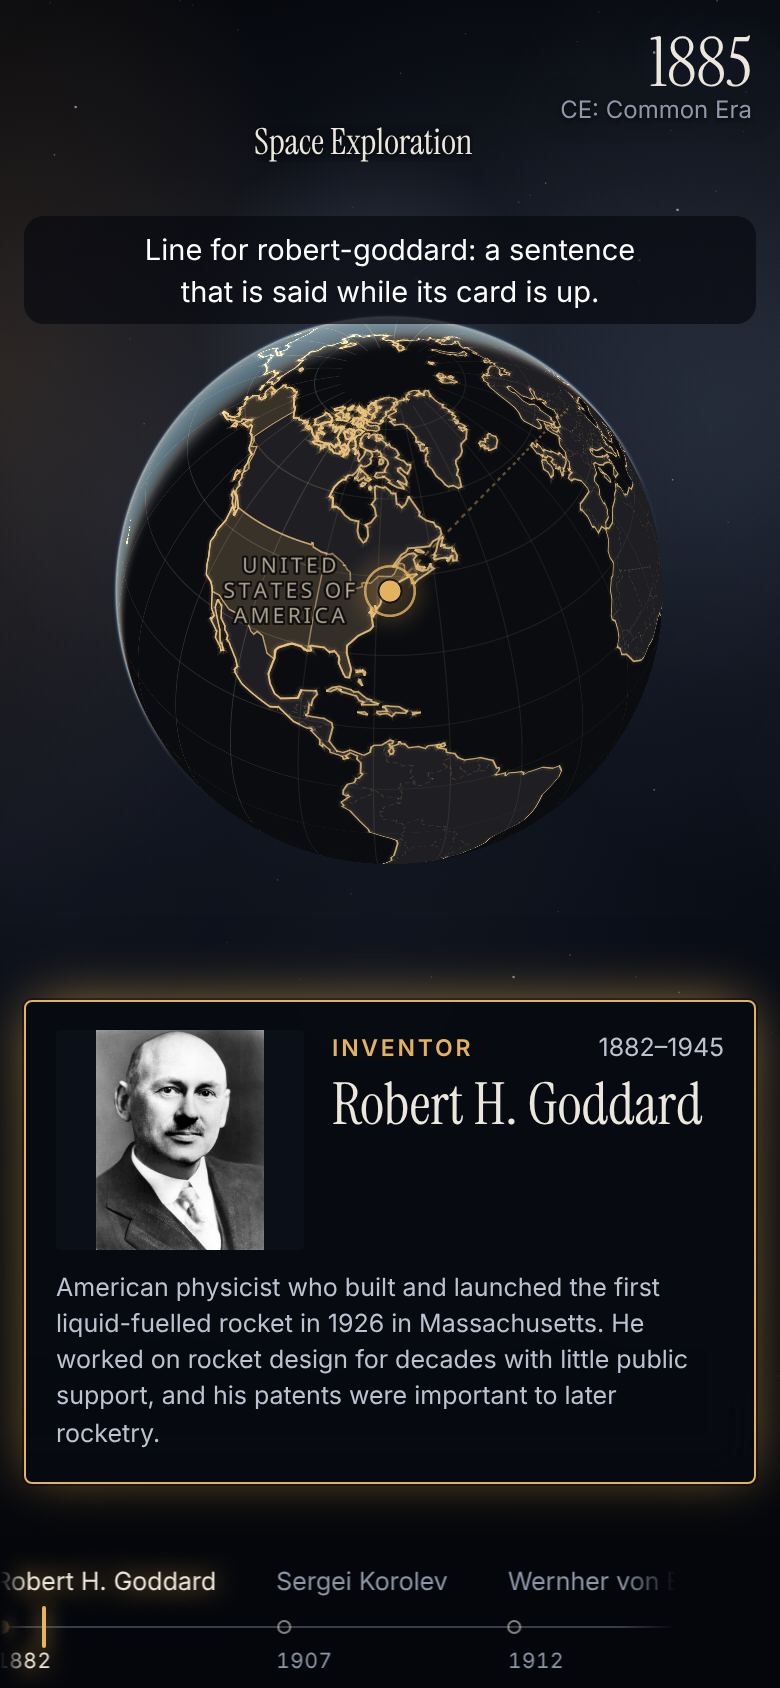 1885
CE: Common Era
Space Exploration
Line for robert-goddard: a sentence
that is said while its card is up.
UNITED
STATES OF
AMERICA
INVENTOR
1882–1945
Robert H. Goddard
American physicist who built and launched the first
liquid-fuelled rocket in 1926 in Massachusetts. He
worked on rocket design for decades with little public
support, and his patents were important to later
rocketry.
Robert H. Goddard
Sergei Korolev
Wernher von
1882
1907
1912